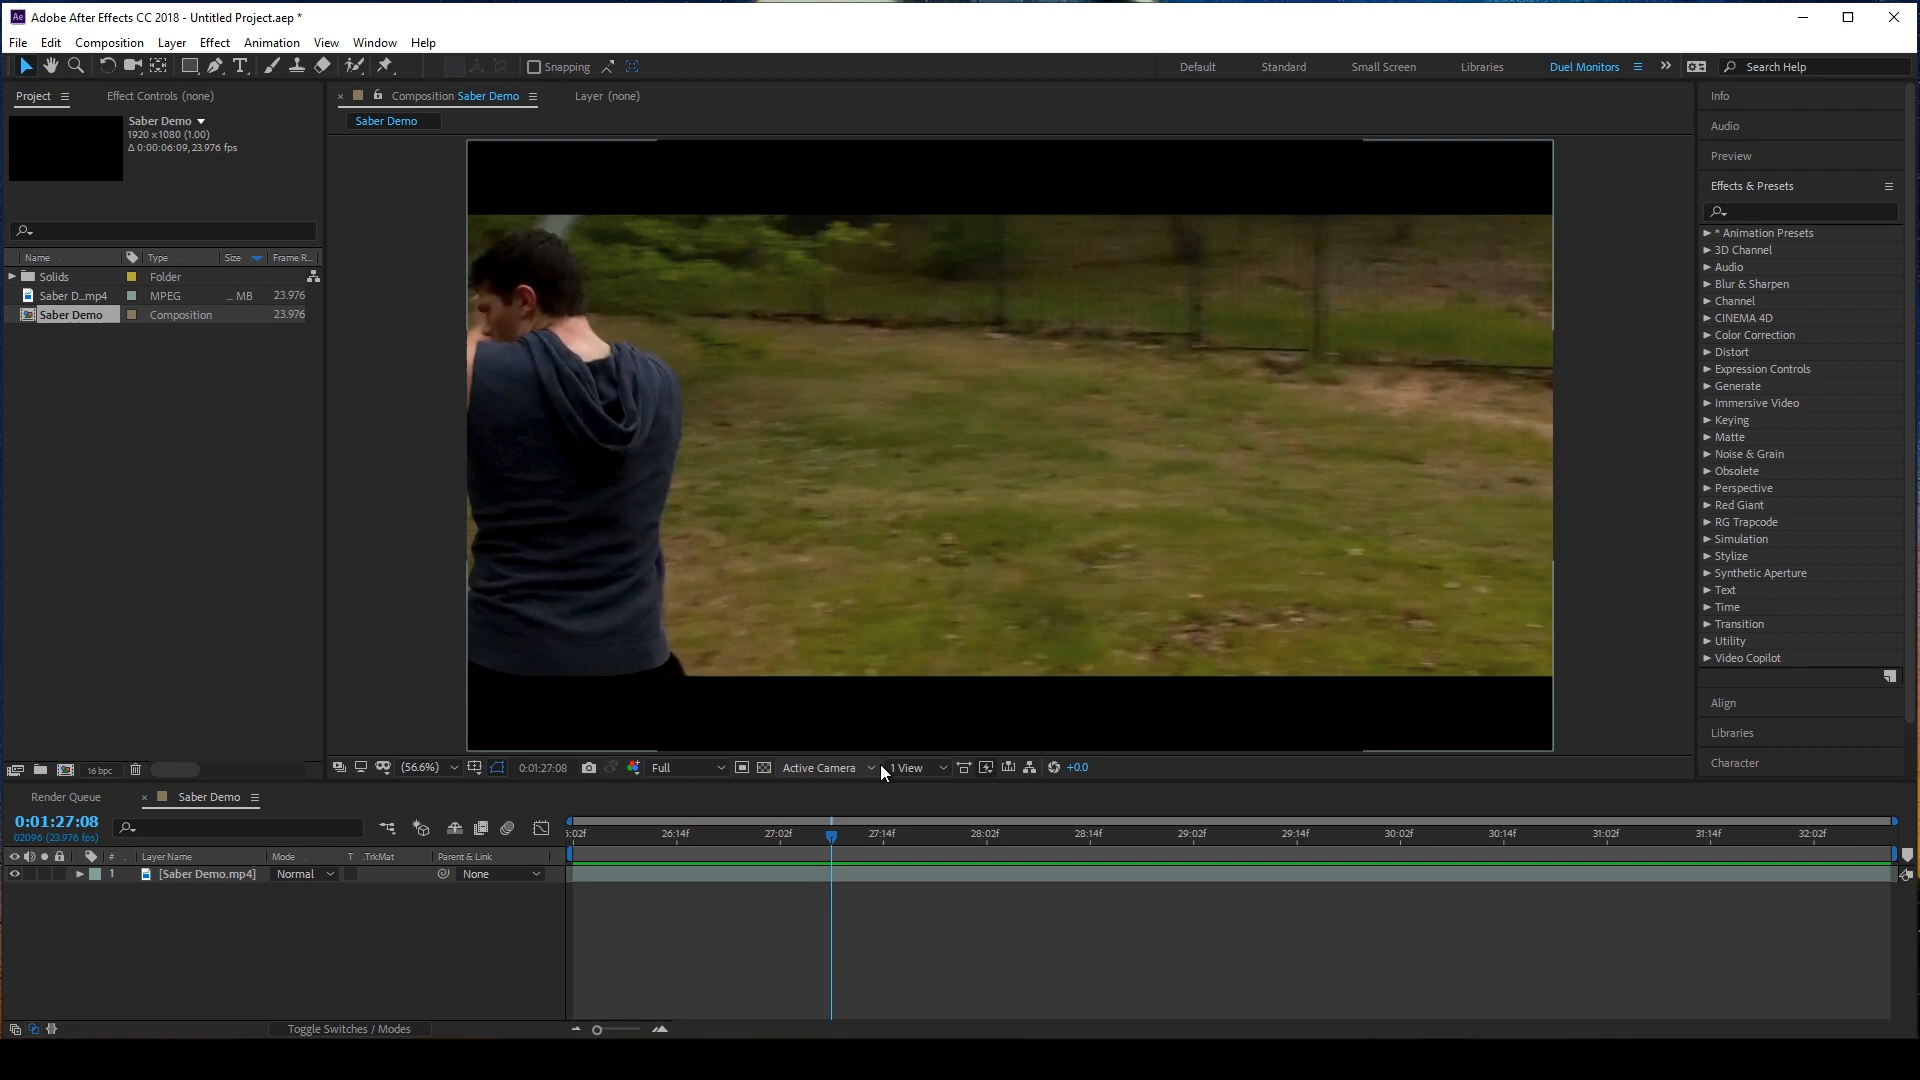 Adobe After Effects CC 2018 - Untitled Project.aep *
File Edit Composition Layer Effect Animation View Window Help
Snapping Default Standard Small Screen Libraries Duel Monitors Search Help
Project Effect Controls (none)
Saber Demo
1920 x 1080 (1.00)
Δ 0:00:06:09, 23.976 fps
Name Type Size Frame R...
Solids Folder
Saber D...mp4 MPEG ... MB 23.976
Saber Demo Composition 23.976
16 bpc
Composition Saber Demo Layer (none)
Saber Demo
(56.6%) 0:01:27:08 Full Active Camera 1 View +0.0
Info
Audio
Preview
Effects & Presets
* Animation Presets
3D Channel
Audio
Blur & Sharpen
Channel
CINEMA 4D
Color Correction
Distort
Expression Controls
Generate
Immersive Video
Keying
Matte
Noise & Grain
Obsolete
Perspective
Red Giant
RG Trapcode
Simulation
Stylize
Synthetic Aperture
Text
Time
Transition
Utility
Video Copilot
Align
Libraries
Character
Render Queue Saber Demo
0:01:27:08
02096 (23.976 fps)
5:02f 26:14f 27:02f 27:14f 28:02f 28:14f 29:02f 29:14f 30:02f 30:14f 31:02f 31:14f 32:02f
# Layer Name Mode T .TrkMat Parent & Link
1 [Saber Demo.mp4] Normal None
Toggle Switches / Modes